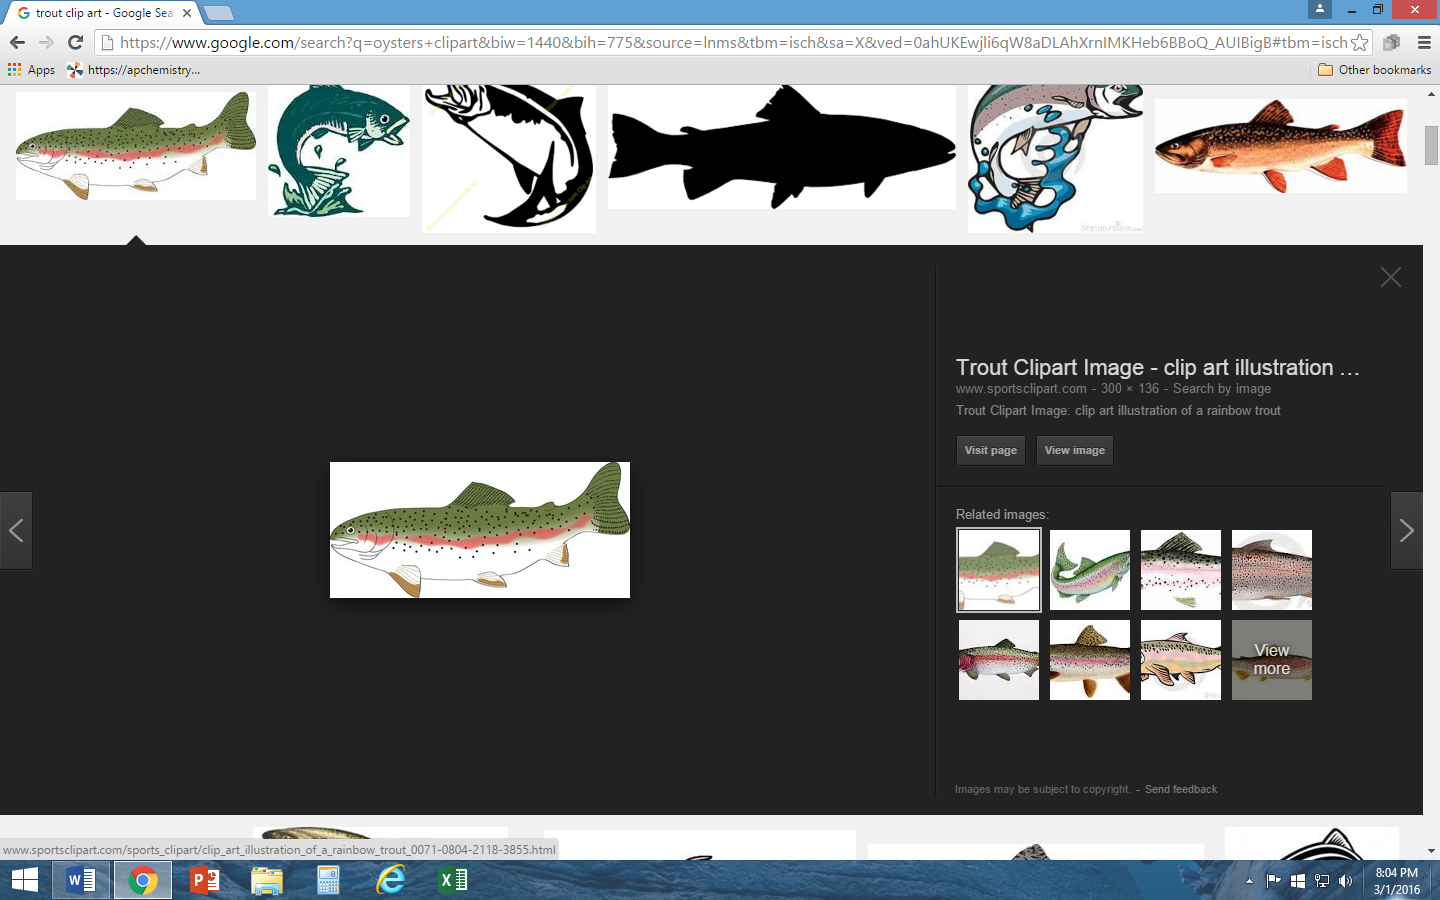 trout clip art - Google Sea
https://www.google.com/search?q=oysters+clipart&biw=1440&bih=775&source=lnms&tbm=isch&sa=X&ved=0ahUKEwjli6qW8aDLAhXrnIMKHeb6BBoQ_AUIBigB#tbm=isch
Apps
https://apchemistry...
Other bookmarks
Trout Clipart Image - clip art illustration ...
www.sportsclipart.com - 300 × 136 - Search by image
Trout Clipart Image: clip art illustration of a rainbow trout
Visit page
View image
Related images:
View
more
Images may be subject to copyright. - Send feedback
www.sportsclipart.com/sports_clipart/clip_art_illustration_of_a_rainbow_trout_0071-0804-2118-3855.html
8:04 PM
3/1/2016